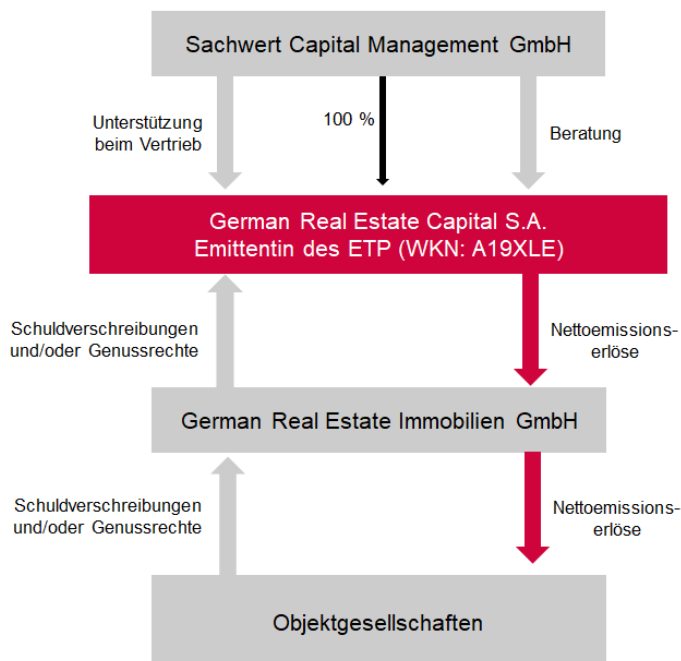 Sachwert Capital Management GmbH
Unterstützung
beim Vertrieb
100 %
Beratung
German Real Estate Capital S.A.
Emittentin des ETP (WKN: A19XLE)
Schuldverschreibungen
und/oder Genussrechte
Nettoemissions-
erlöse
German Real Estate Immobilien GmbH
Schuldverschreibungen
und/oder Genussrechte
Nettoemissions-
erlöse
Objektgesellschaften